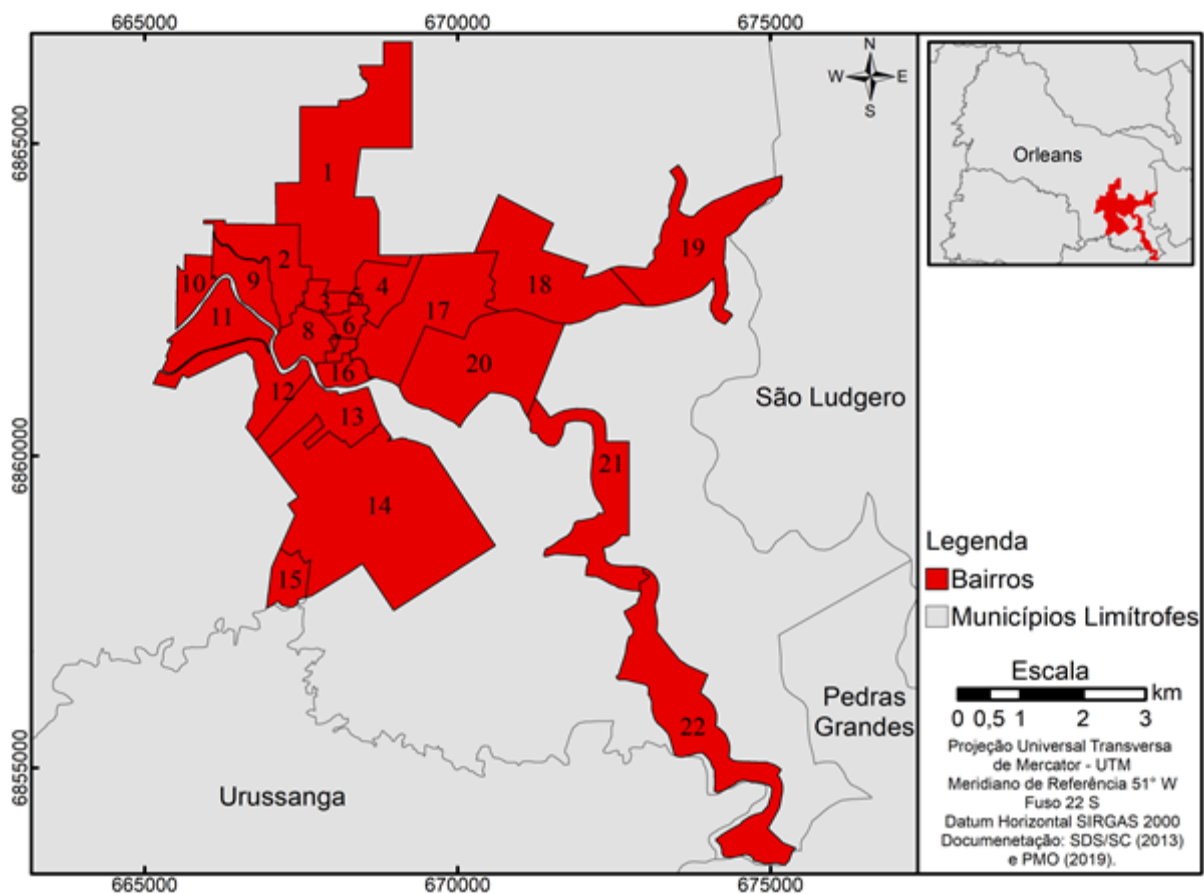 665000
670000
675000
6865000
6860000
6855000
N
W
E
S
1
2
3
4
5
6
7
8
9
10
11
12
13
14
15
16
17
18
19
20
21
22
São Ludgero
Pedras
Grandes
Urussanga
665000
670000
675000
Orleans
Legenda
Bairros
Municípios Limítrofes
Escala
km
0 0,5 1 2 3
Projeção Universal Transversa
de Mercator - UTM
Meridiano de Referência 51° W
Fuso 22 S
Datum Horizontal SIRGAS 2000
Documenetação: SDS/SC (2013)
e PMO (2019).